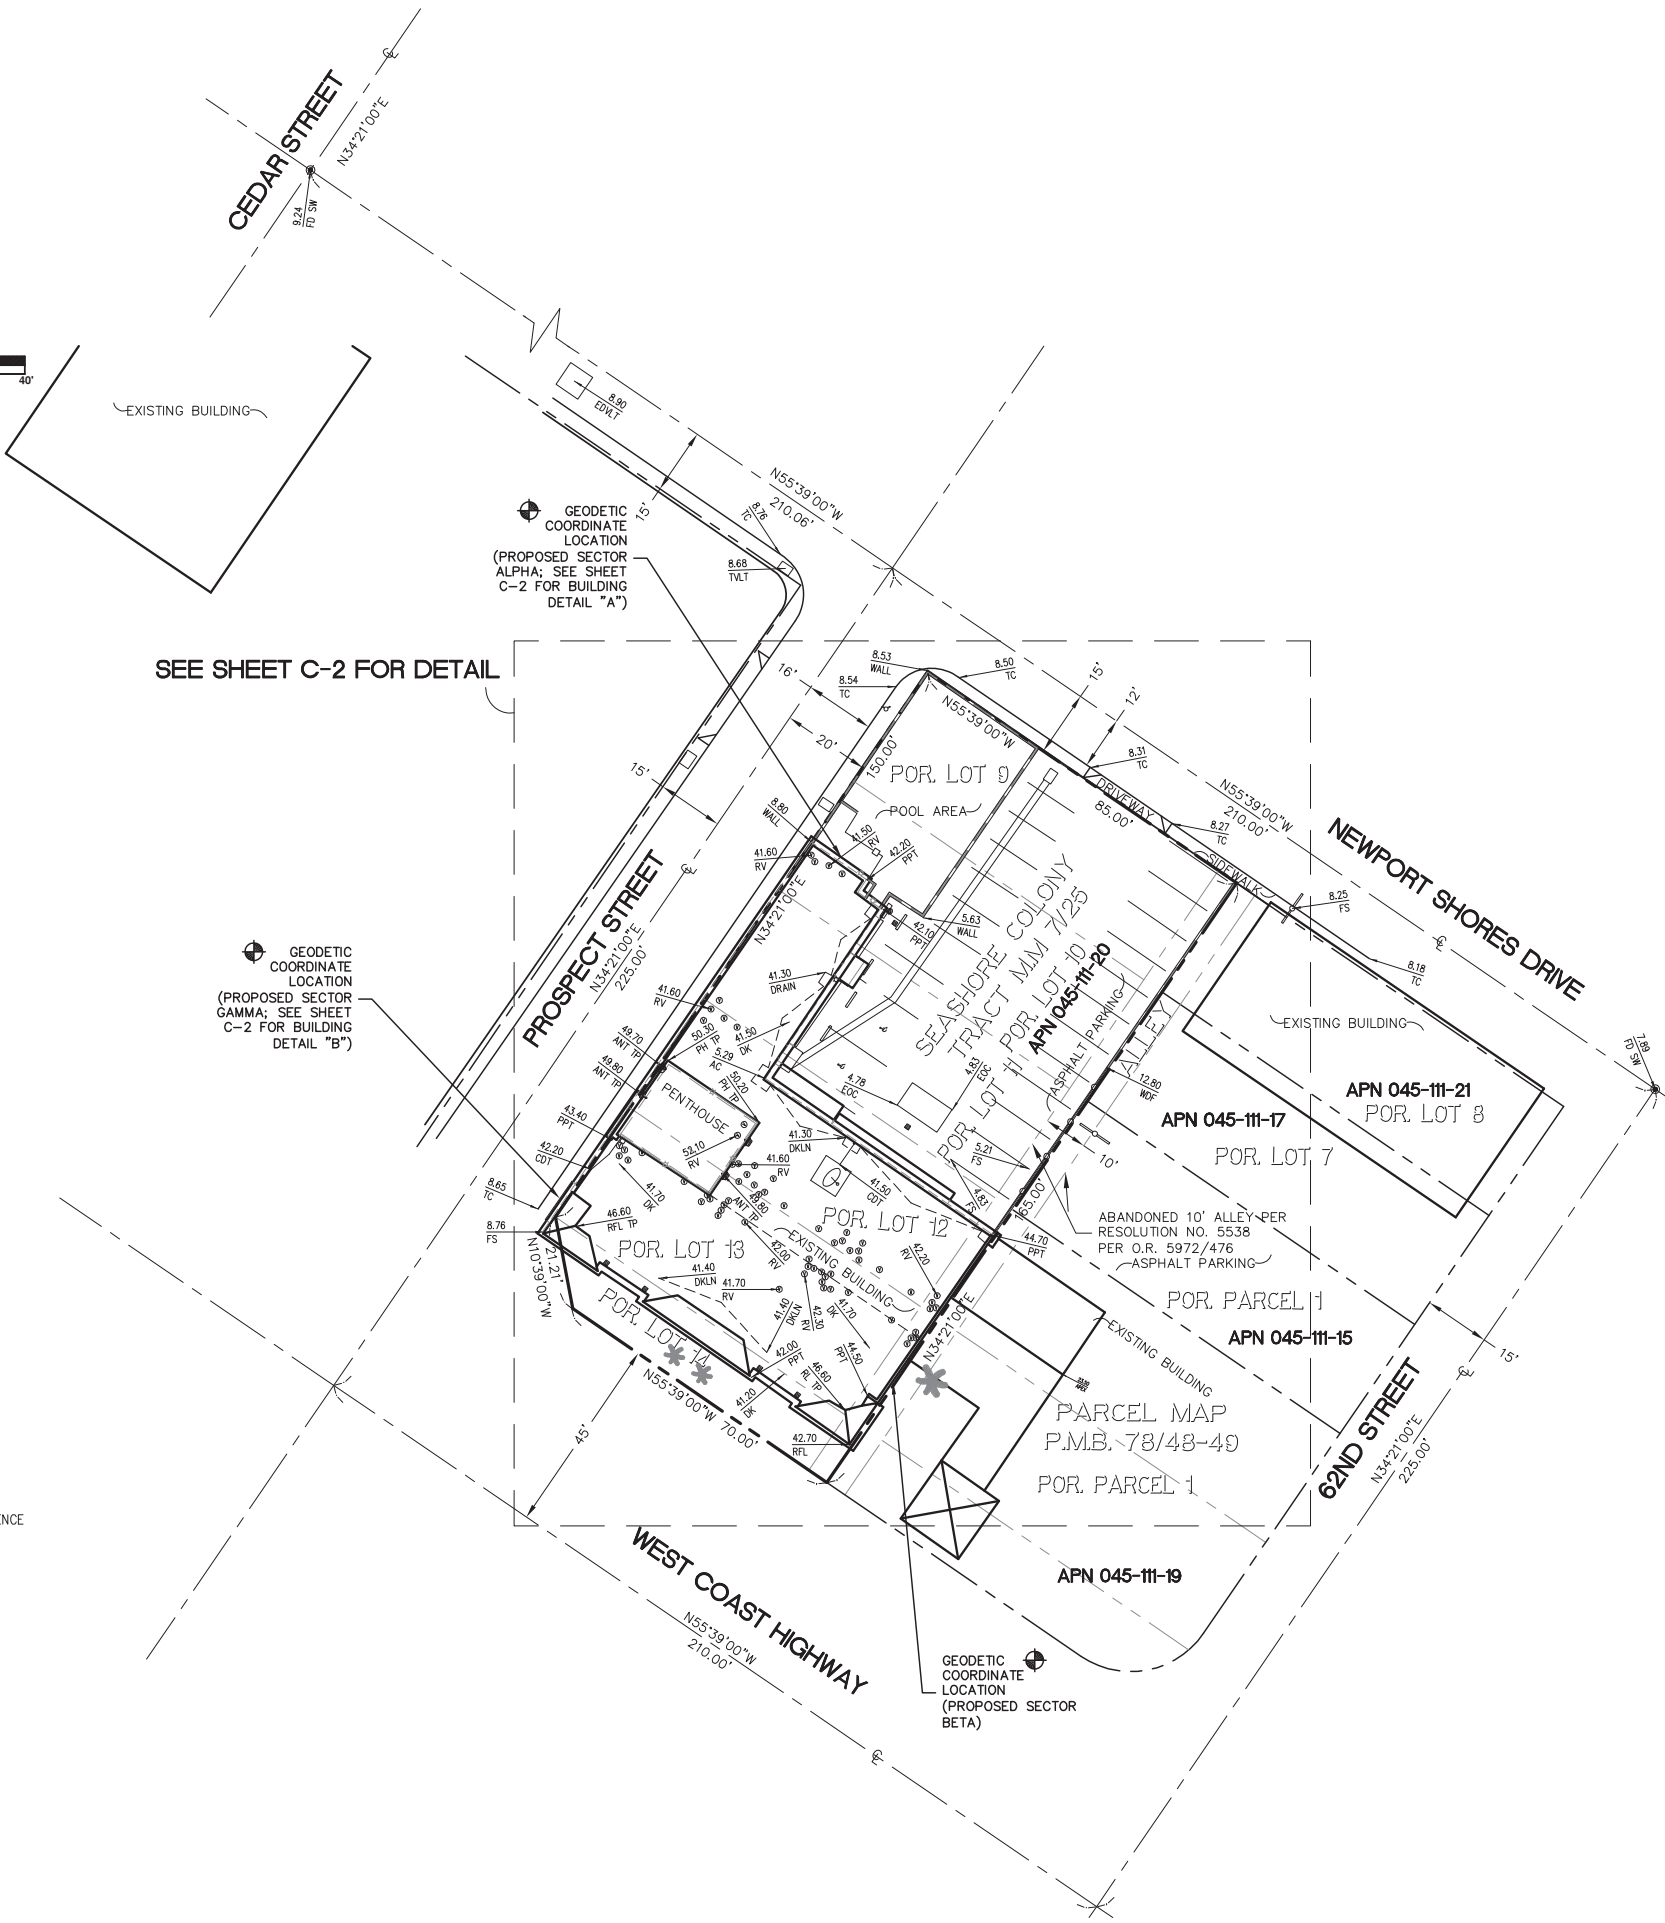 CEDAR STREET
N34°21'00"E
9.24
FD SW
40'
EXISTING BUILDING
8.90
EDVLT
15'
N55°39'00"W
210.06'
8.76
TC
8.68
TVLT
GEODETIC
COORDINATE
LOCATION
(PROPOSED SECTOR
ALPHA; SEE SHEET
C-2 FOR BUILDING
DETAIL "A")
SEE SHEET C-2 FOR DETAIL
16'
8.53
WALL
8.54
TC
8.50
TC
15'
12'
N55°39'00"W
20'
150.00'
POR. LOT 9
POOL AREA
8.31
TC
DRIVEWAY
85.00'
N55°39'00"W
210.00'
8.27
TC
SIDEWALK
NEWPORT SHORES DRIVE
8.25
FS
8.18
TC
7.89
FD SW
15'
8.80
WALL
41.60
RV
41.50
RV
42.20
PPT
N34°21'00"E
5.63
WALL
42.10
PPT
SEASHORE COLONY
TRACT M.M 7/25
POR. LOT 10
APN 045-111-20
POR. LOT 11
ASPHALT PARKING
ALLEY
EXISTING BUILDING
PROSPECT STREET
N34°21'00"E
225.00'
GEODETIC
COORDINATE
LOCATION
(PROPOSED SECTOR
GAMMA; SEE SHEET
C-2 FOR BUILDING
DETAIL "B")
41.30
DRAIN
41.60
RV
50.30
PH TP
41.50
DK
5.29
AC
50.20
PH TP
49.70
ANT TP
49.80
ANT TP
PENTHOUSE
52.10
RV
4.78
EOC
4.83
EOC
12.80
WDF
APN 045-111-21
POR. LOT 8
APN 045-111-17
POR. LOT 7
43.40
PPT
42.20
CDT
41.30
DKLN
41.60
RV
41.50
CDT
5.21
FS
10'
4.83
FS
165.00'
8.65
TC
41.70
DK
49.80
ANT TP
8.76
FS
46.60
RFL TP
POR. LOT 13
POR. LOT 12
EXISTING BUILDING
42.00
RV
42.20
RV
44.70
PPT
ABANDONED 10' ALLEY PER
RESOLUTION NO. 5538
PER O.R. 5972/476
ASPHALT PARKING
21.21'
N10°39'00"W
41.40
DKLN
41.70
RV
41.40
DKLN
42.30
RV
41.70
DK
N34°21'00"E
POR. PARCEL 1
APN 045-111-15
POR. LOT 14
42.00
PPT
46.60
RL TP
44.50
PPT
41.20
DK
EXISTING BUILDING
15'
N55°39'00"W 70.00'
45'
42.70
RFL
PARCEL MAP
P.M.B. 78/48-49
POR. PARCEL 1
62ND STREET
N34°21'00"E
225.00'
ENCE
WEST COAST HIGHWAY
N55°39'00"W
210.00'
APN 045-111-19
GEODETIC
COORDINATE
LOCATION
(PROPOSED SECTOR
BETA)